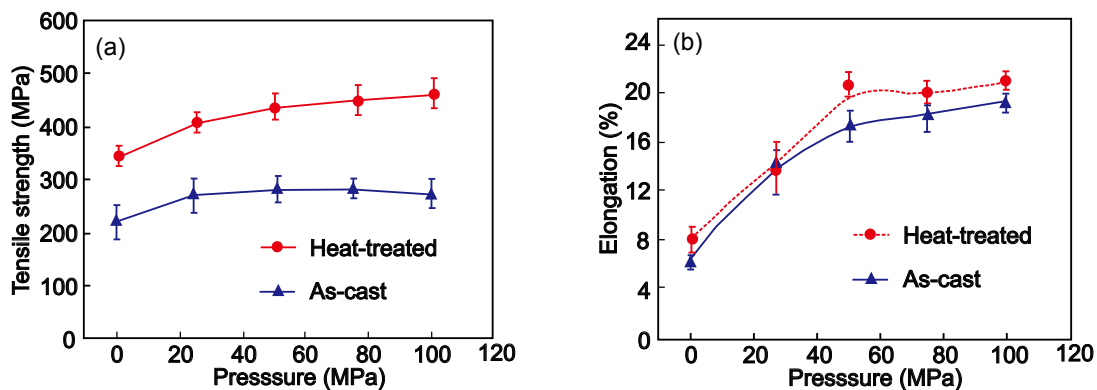 (a)
Tensile strength (MPa)
600
500
400
300
200
100
0
Heat-treated
As-cast
0 20 40 60 80 100 120
Presssure (MPa)
(b)
Elongation (%)
24
20
16
12
8
4
0
Heat-treated
As-cast
0 20 40 60 80 100 120
Presssure (MPa)